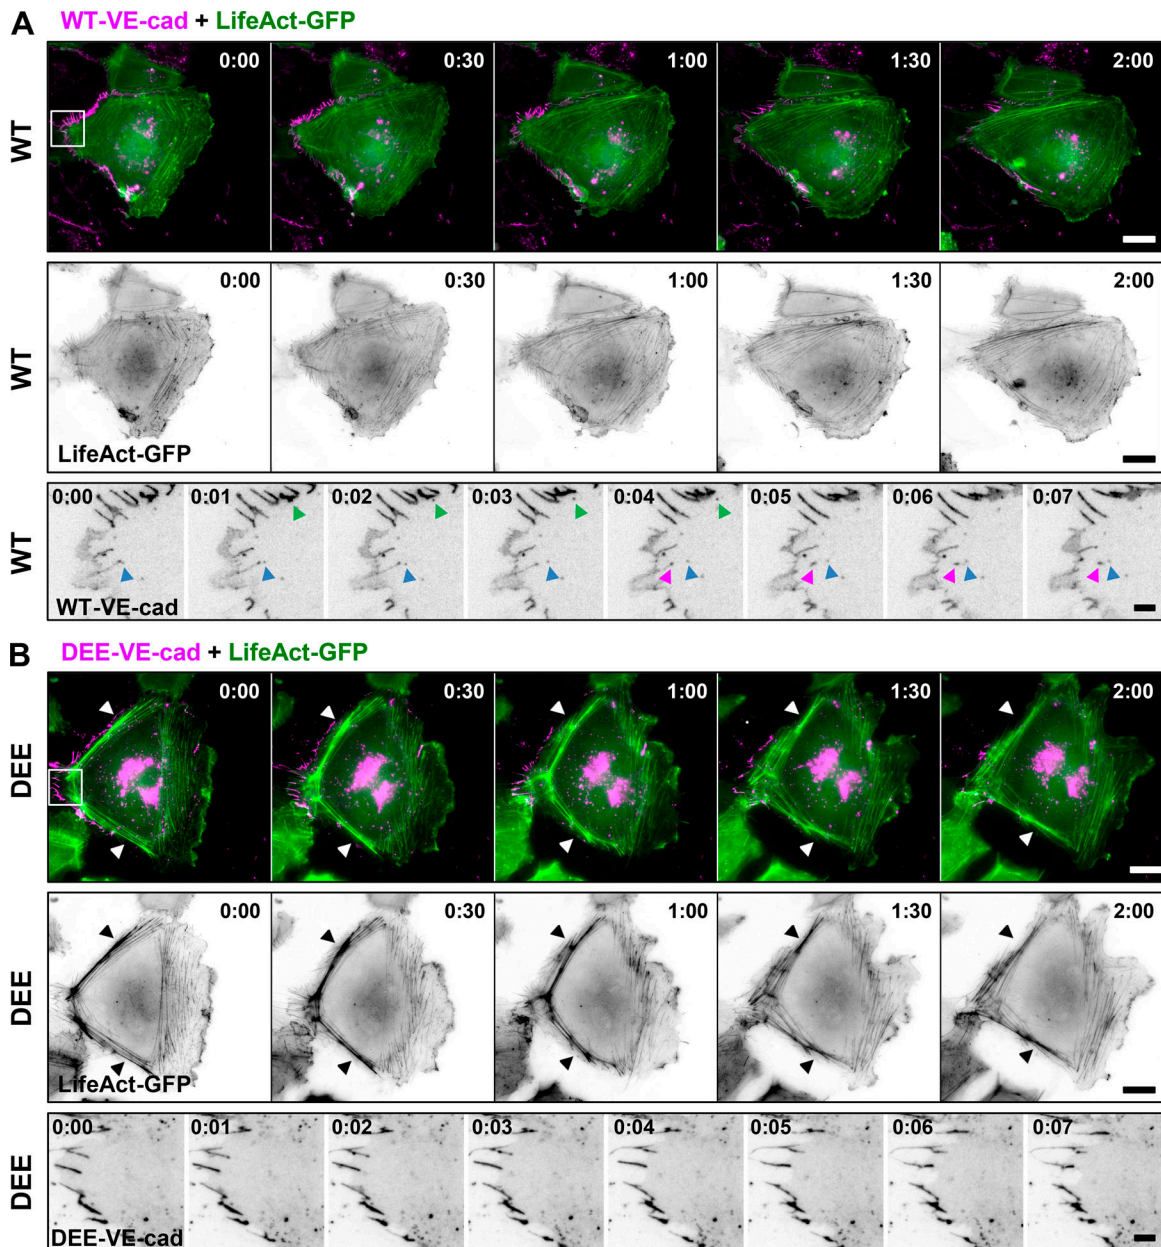 A WT-VE-cad + LifeAct-GFP
WT 0:00 0:30 1:00 1:30 2:00
WT 0:00 0:30 1:00 1:30 2:00
LifeAct-GFP
WT 0:00 0:01 0:02 0:03 0:04 0:05 0:06 0:07
WT-VE-cad
B DEE-VE-cad + LifeAct-GFP
DEE 0:00 0:30 1:00 1:30 2:00
DEE 0:00 0:30 1:00 1:30 2:00
LifeAct-GFP
DEE 0:00 0:01 0:02 0:03 0:04 0:05 0:06 0:07
DEE-VE-cad